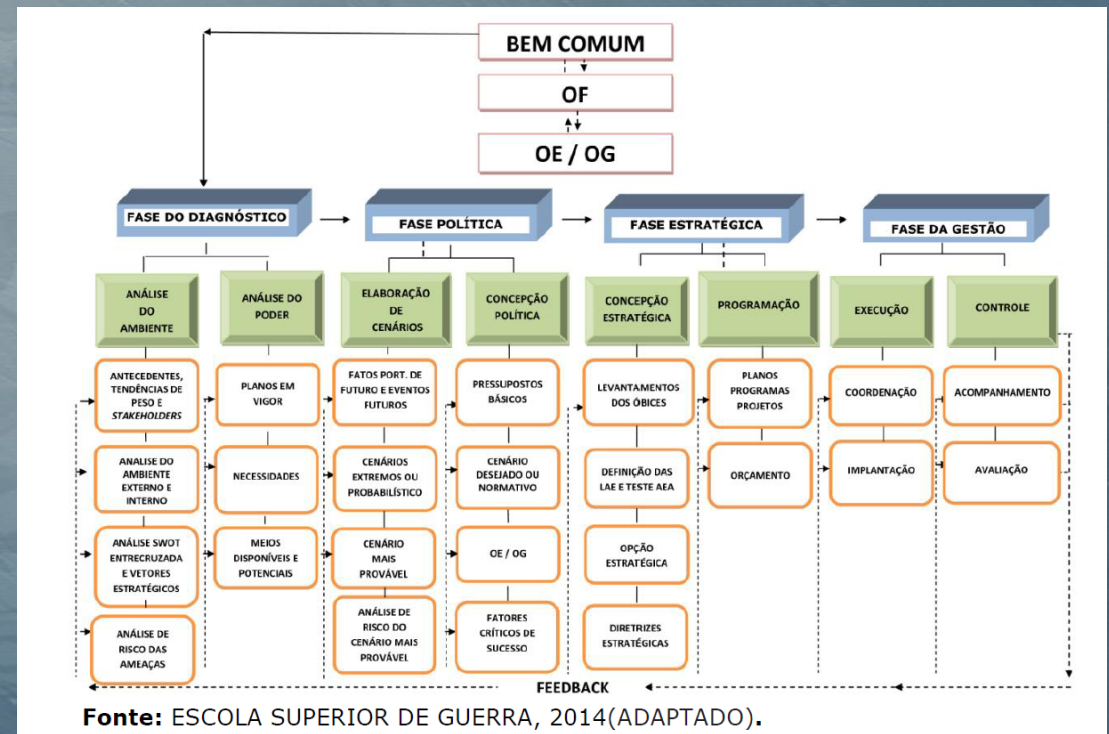 BEM COMUM
OF
OE / OG
FASE DO DIAGNÓSTICO
FASE POLÍTICA
FASE ESTRATÉGICA
FASE DA GESTÃO
ANÁLISE
DO
AMBIENTE
ANÁLISE DO
PODER
ELABORAÇÃO
DE
CENÁRIOS
CONCEPÇÃO
POLÍTICA
CONCEPÇÃO
ESTRATÉGICA
PROGRAMAÇÃO
EXECUÇÃO
CONTROLE
ANTECEDENTES,
TENDÊNCIAS DE
PESO E
STAKEHOLDERS
ANALISE DO
AMBIENTE
EXTERNO E
INTERNO
ANÁLISE SWOT
ENTRECRUZADA
E VETORES
ESTRATÉGICOS
ANÁLISE DE
RISCO DAS
AMEAÇAS
PLANOS EM
VIGOR
NECESSIDADES
MEIOS
DISPONÍVEIS E
POTENCIAIS
FATOS PORT. DE
FUTURO E EVENTOS
FUTUROS
CENÁRIOS
EXTREMOS OU
PROBABILÍSTICO
CENÁRIO
MAIS
PROVÁVEL
ANÁLISE DE
RISCO DO
CENÁRIO MAIS
PROVÁVEL
PRESSUPOSTOS
BÁSICOS
CENÁRIO
DESEJADO OU
NORMATIVO
OE / OG
FATORES
CRÍTICOS DE
SUCESSO
LEVANTAMENTOS
DOS ÓBICES
DEFINIÇÃO DAS
LAE E TESTE AEA
OPÇÃO
ESTRATÉGICA
DIRETRIZES
ESTRATÉGICAS
PLANOS
PROGRAMAS
PROJETOS
ORÇAMENTO
COORDENAÇÃO
IMPLANTAÇÃO
ACOMPANHAMENTO
AVALIAÇÃO
FEEDBACK
Fonte: ESCOLA SUPERIOR DE GUERRA, 2014(ADAPTADO).